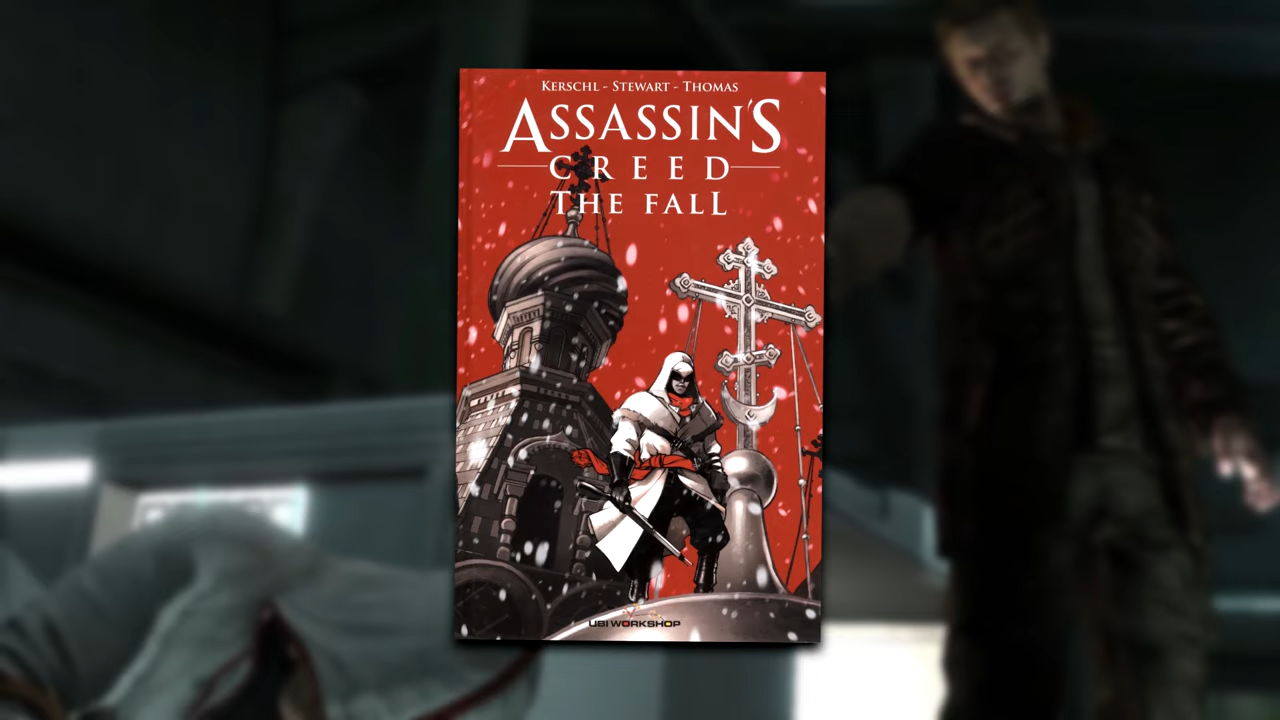 KERSCHL - STEWART - THOMAS
ASSASSIN'S
CREED
THE FALL
UBI WORKSHOP